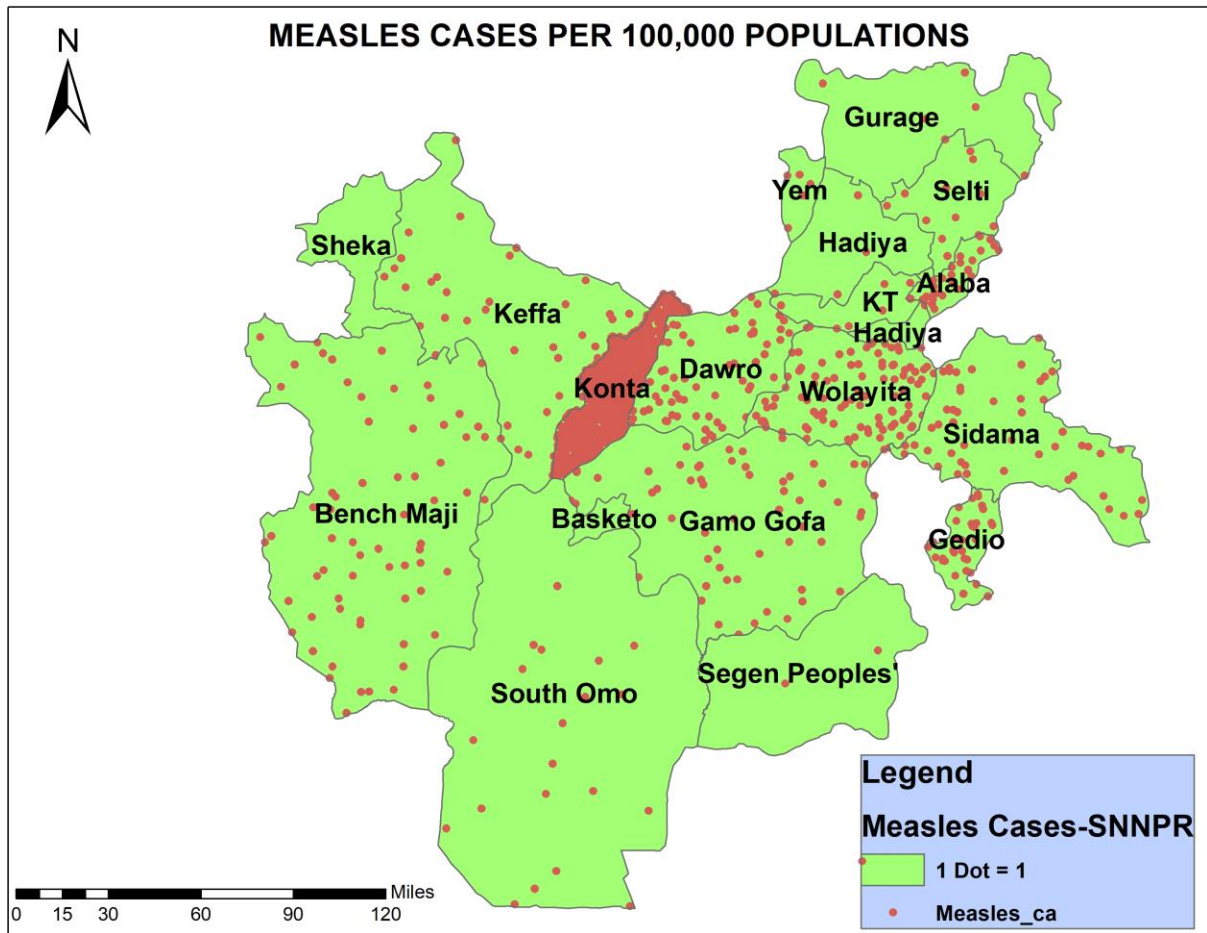 MEASLES CASES PER 100,000 POPULATIONS
N
Gurage
Yem
Selti
Sheka
Hadiya
Alaba
KT
Keffa
Hadiya
Dawro
Konta
Wolayita
Sidama
Bench Maji
Basketo
Gamo Gofa
Gedio
Segen Peoples'
South Omo
Legend
Measles Cases-SNNPR
1 Dot = 1
Measles_ca
Miles
0 15 30 60 90 120